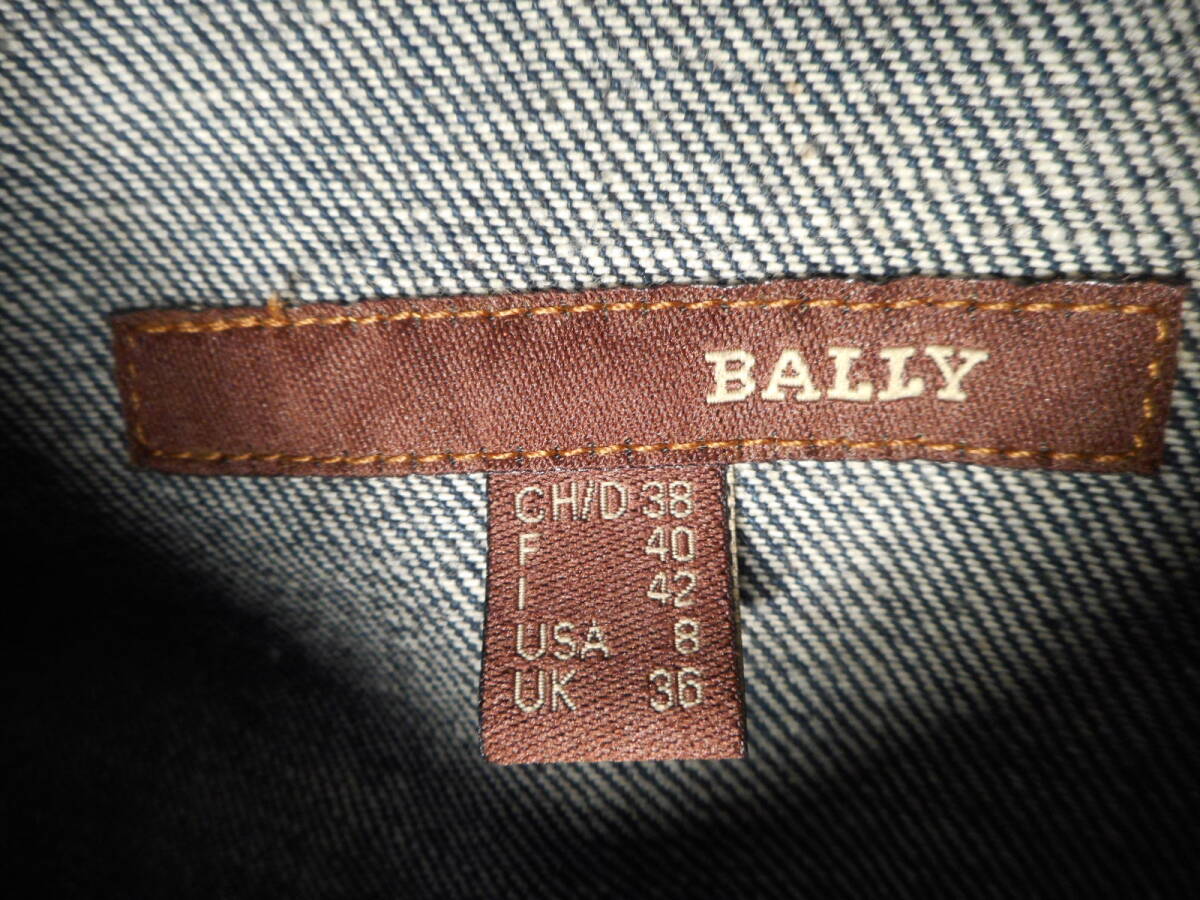 BALLY
CH/D 38
F 40
I 42
USA 8
UK 36